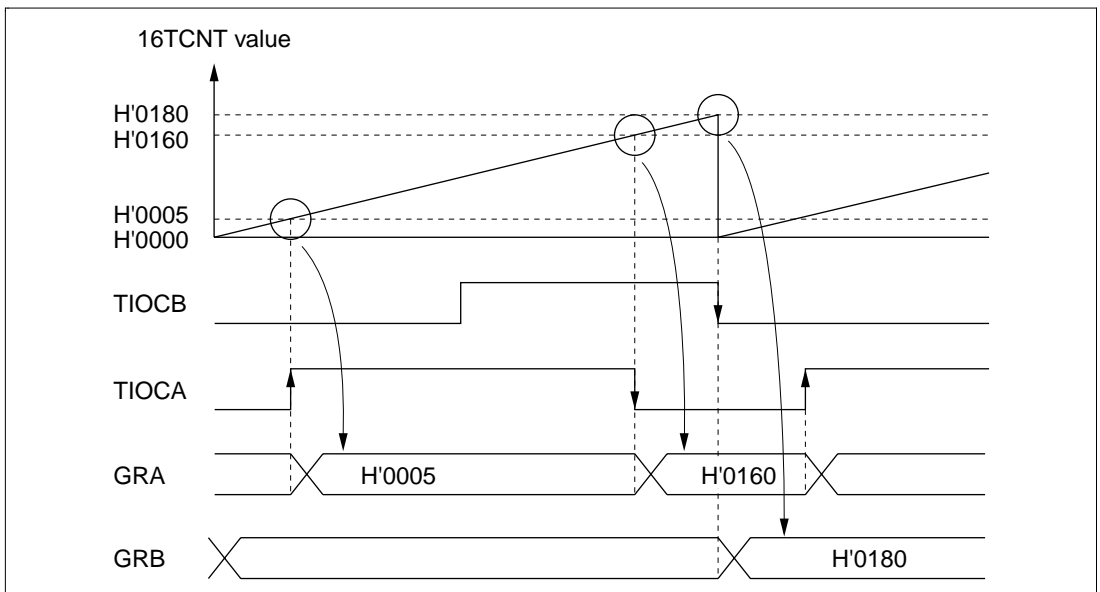 16TCNT value
H'0180
H'0160
H'0005
H'0000
TIOCB
TIOCA
GRA H'0005 H'0160
GRB H'0180